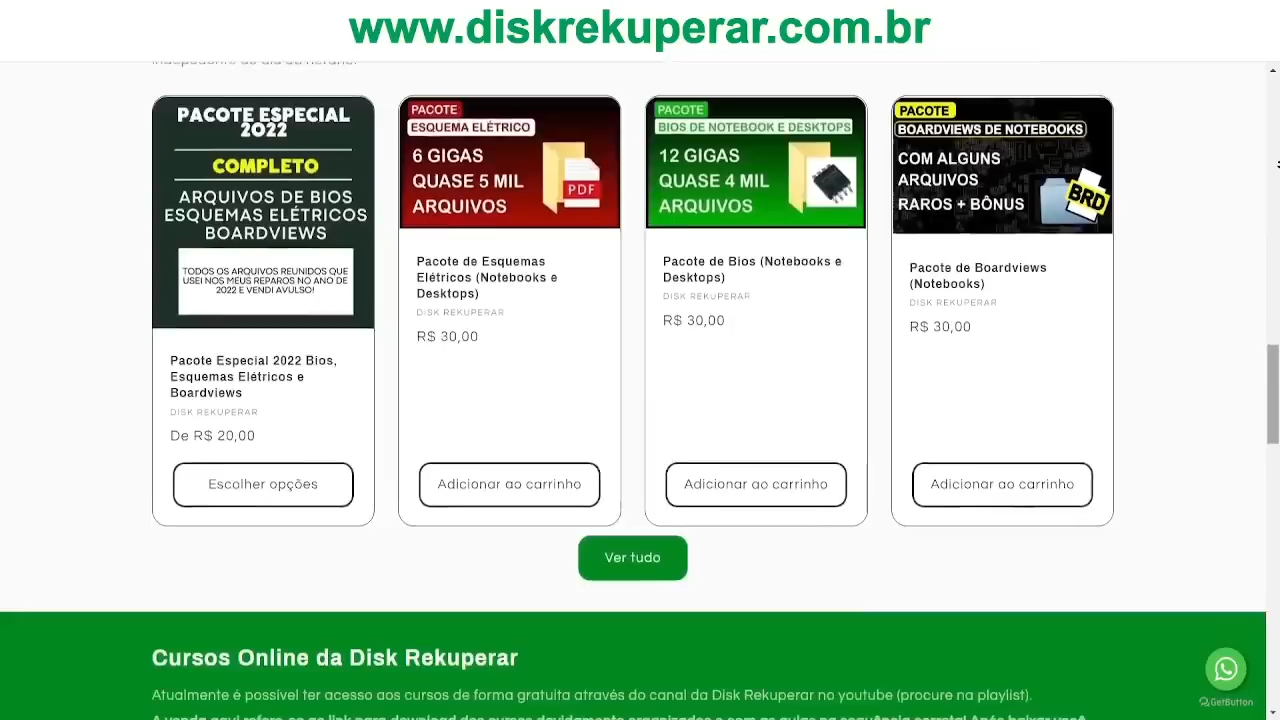 www.diskrekuperar.com.br
PACOTE ESPECIAL
2022
COMPLETO
ARQUIVOS DE BIOS
ESQUEMAS ELÉTRICOS
BOARDVIEWS
TODOS OS ARQUIVOS REUNIDOS QUE
USEI NOS MEUS REPAROS NO ANO DE
2022 E VENDI AVULSO!
Pacote Especial 2022 Bios,
Esquemas Elétricos e
Boardviews
DISK REKUPERAR
De R$ 20,00
Escolher opções
PACOTE
ESQUEMA ELÉTRICO
6 GIGAS
QUASE 5 MIL
ARQUIVOS
PDF
Pacote de Esquemas
Elétricos (Notebooks e
Desktops)
DISK REKUPERAR
R$ 30,00
Adicionar ao carrinho
PACOTE
BIOS DE NOTEBOOK E DESKTOPS
12 GIGAS
QUASE 4 MIL
ARQUIVOS
Pacote de Bios (Notebooks e
Desktops)
DISK REKUPERAR
R$ 30,00
Adicionar ao carrinho
PACOTE
BOARDVIEWS DE NOTEBOOKS
COM ALGUNS
ARQUIVOS
RAROS + BÔNUS
BRD
Pacote de Boardviews
(Notebooks)
DISK REKUPERAR
R$ 30,00
Adicionar ao carrinho
Ver tudo
Cursos Online da Disk Rekuperar
Atualmente é possível ter acesso aos cursos de forma gratuita através do canal da Disk Rekuperar no youtube (procure na playlist).
GetButton